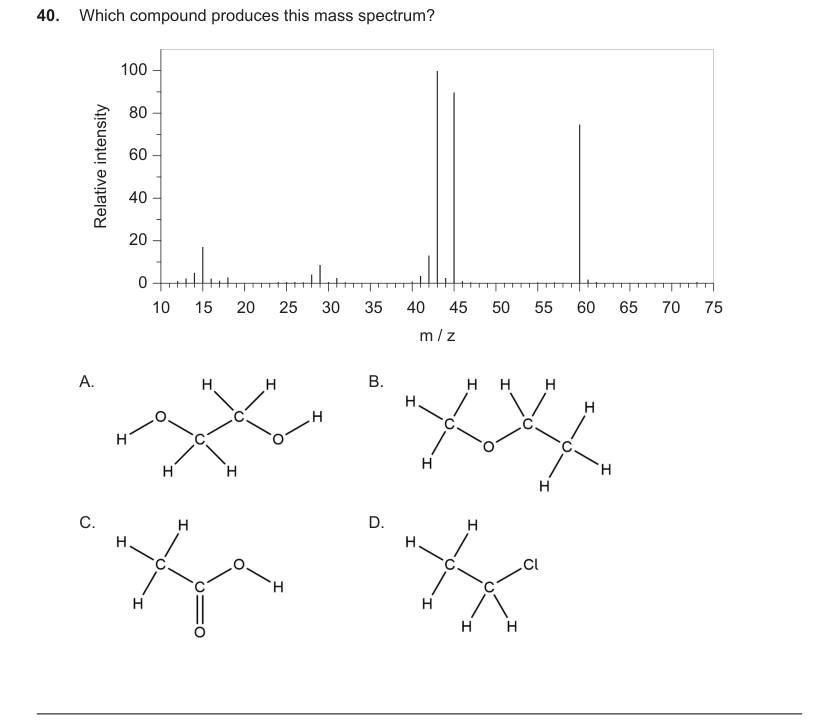 40. Which compound produces this mass spectrum?
100
80
60
40
20
0
Relative intensity
10 15 20 25 30 35 40 45 50 55 60 65 70 75
m / z
A.
H H
H O C H
C O
H H
B.
H H H
H H
C C
O C
H H
H
C.
H
H
C O
C H
H
O
D.
H
H
C Cl
C
H
H H